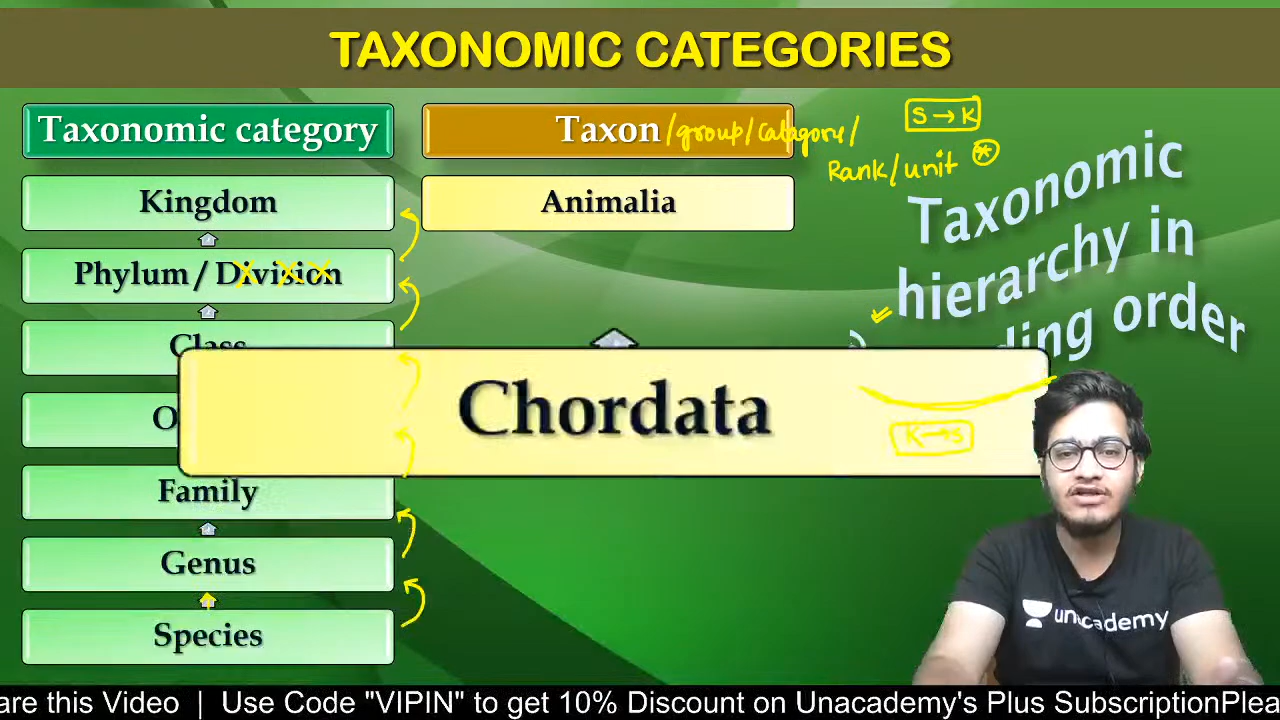 TAXONOMIC CATEGORIES
Taxonomic category
Taxon /group/catagory/
Rank/unit
S → K
Kingdom
Animalia
Phylum / Division
Class
Chordata
K → S
Family
Genus
Species
Taxonomic
hierarchy in
ding order
unacademy
are this Video | Use Code "VIPIN" to get 10% Discount on Unacademy's Plus SubscriptionPlea